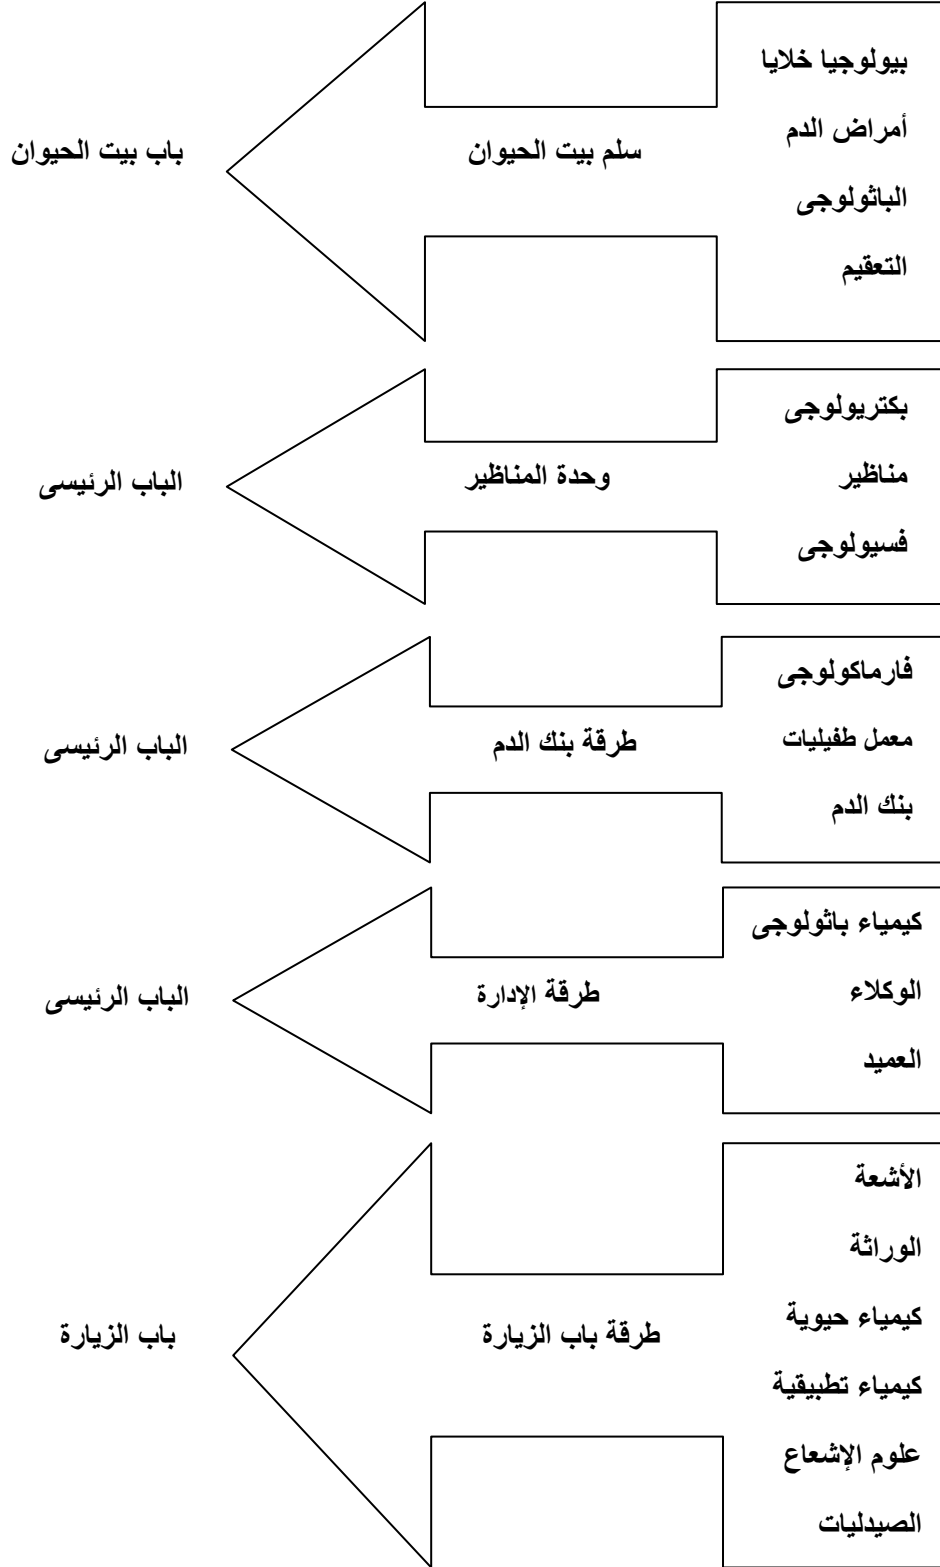 بيولوجيا خلايا
أمراض الدم
الباثولوجى
التعقيم
سلم بيت الحيوان
باب بيت الحيوان
بكتريولوجى
مناظير
فسيولوجى
وحدة المناظير
الباب الرئيسى
فارماكولوجى
معمل طفيليات
بنك الدم
طرقة بنك الدم
الباب الرئيسى
كيمياء باثولوجى
الوكلاء
العميد
طرقة الإدارة
الباب الرئيسى
الأشعة
الوراثة
كيمياء حيوية
كيمياء تطبيقية
علوم الإشعاع
الصيدليات
طرقة باب الزيارة
باب الزيارة